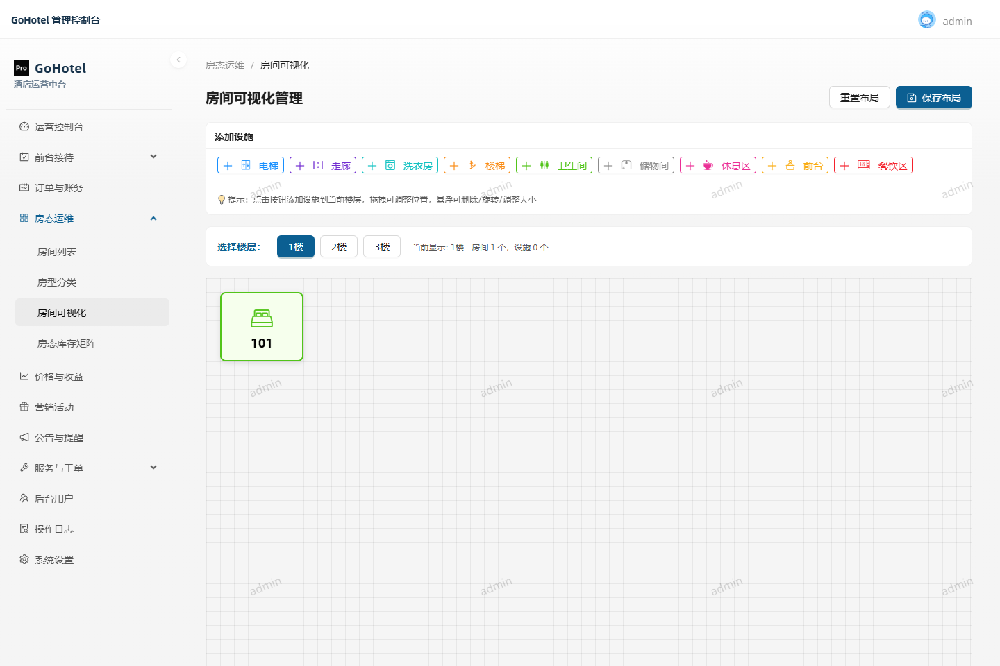 GoHotel 管理控制台
admin
Pro GoHotel
酒店运营中台
运营控制台
前台接待
订单与账务
房态运维
房间列表
房型分类
房间可视化
房态库存矩阵
价格与收益
营销活动
公告与提醒
服务与工单
后台用户
操作日志
系统设置
房态运维 / 房间可视化
房间可视化管理
重置布局
保存布局
添加设施
电梯
走廊
洗衣房
楼梯
卫生间
储物间
休息区
前台
餐饮区
提示：点击按钮添加设施到当前楼层，拖拽可调整位置，悬浮可删除/旋转/调整大小
选择楼层：
1楼
2楼
3楼
当前显示: 1楼 - 房间 1 个，设施 0 个
101
admin admin admin admin
admin admin admin admin
admin admin admin admin